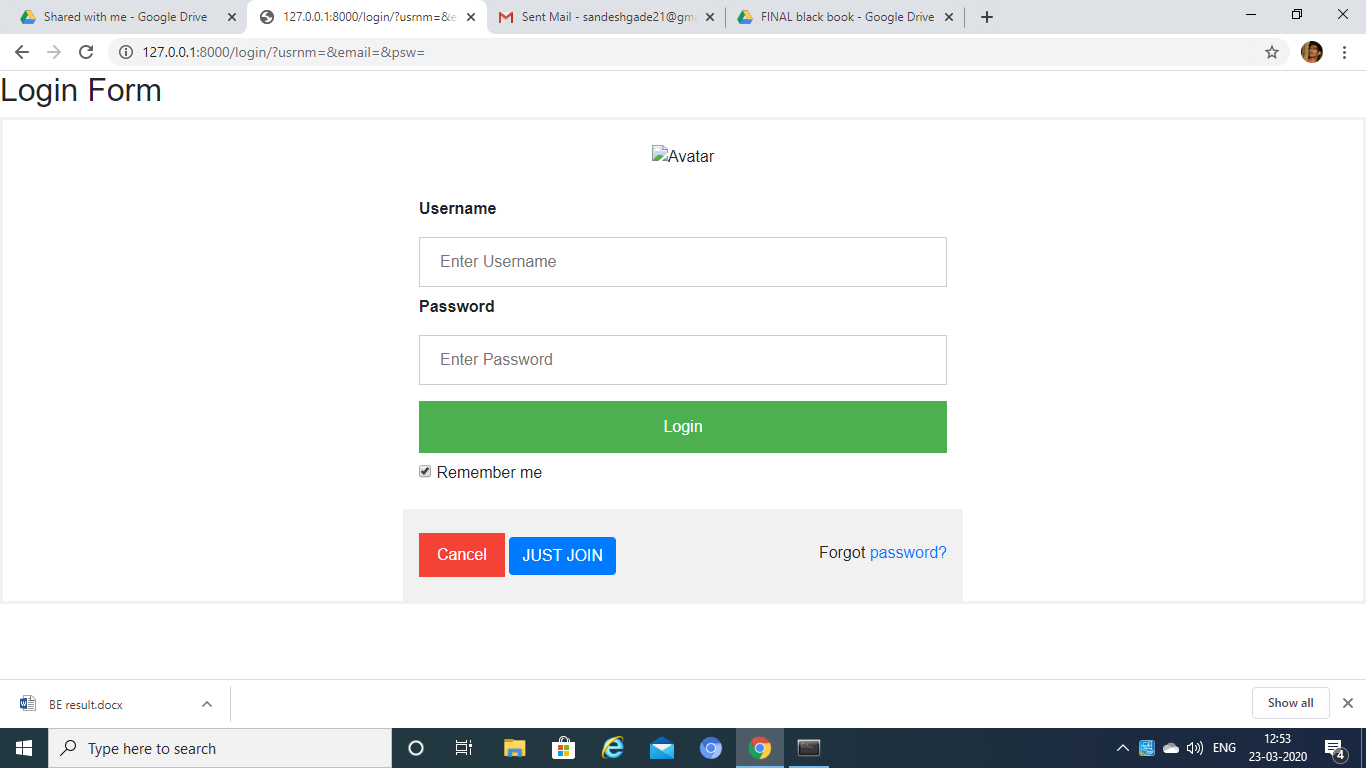 Shared with me - Google Drive
127.0.0.1:8000/login/?usrnm=&e
Sent Mail - sandeshgade21@gma
FINAL black book - Google Drive
127.0.0.1:8000/login/?usrnm=&email=&psw=
Login Form
Avatar
Username
Enter Username
Password
Enter Password
Login
Remember me
Cancel JUST JOIN Forgot password?
BE result.docx Show all
Type here to search ENG 12:53
23-03-2020 4